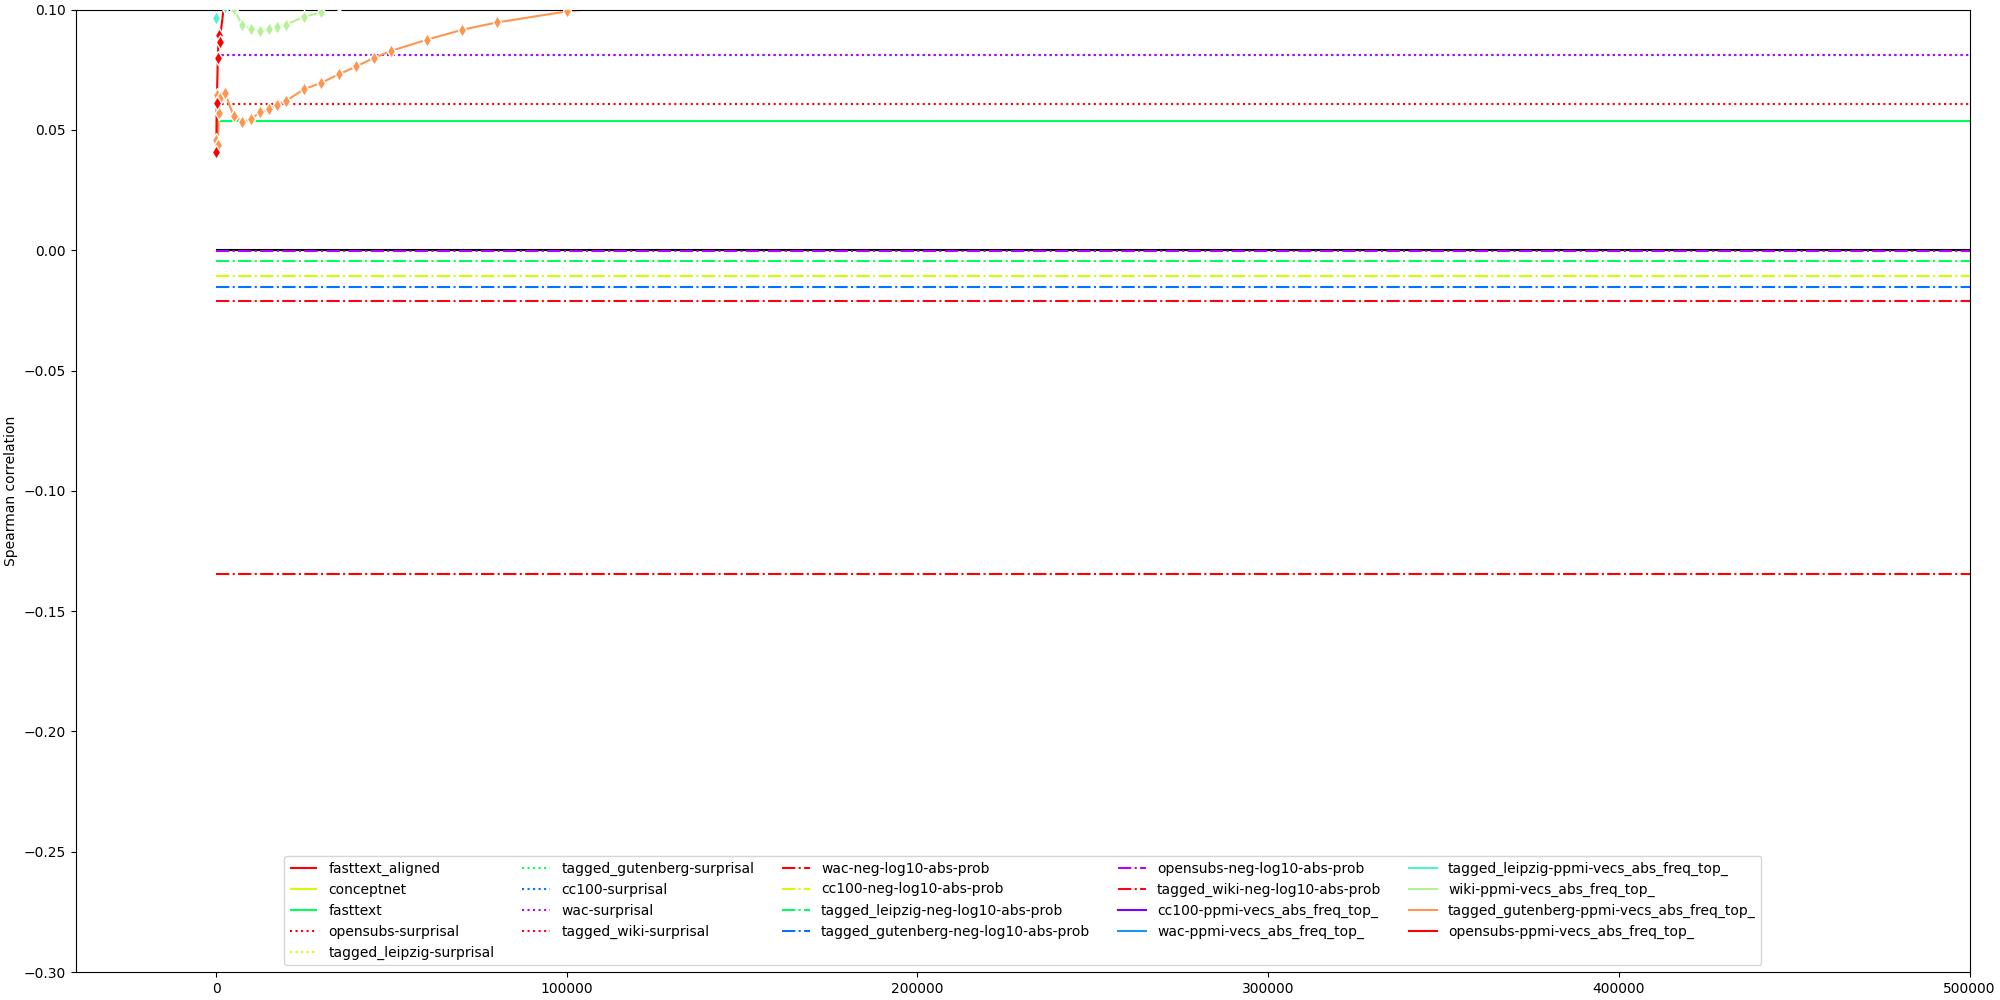 0.10
0.05
0.00
−0.05
−0.10
−0.15
−0.20
−0.25
−0.30
Spearman correlation
0
100000
200000
300000
400000
500000
fasttext_aligned
conceptnet
fasttext
opensubs-surprisal
tagged_leipzig-surprisal
tagged_gutenberg-surprisal
cc100-surprisal
wac-surprisal
tagged_wiki-surprisal
wac-neg-log10-abs-prob
cc100-neg-log10-abs-prob
tagged_leipzig-neg-log10-abs-prob
tagged_gutenberg-neg-log10-abs-prob
opensubs-neg-log10-abs-prob
tagged_wiki-neg-log10-abs-prob
cc100-ppmi-vecs_abs_freq_top_
wac-ppmi-vecs_abs_freq_top_
tagged_leipzig-ppmi-vecs_abs_freq_top_
wiki-ppmi-vecs_abs_freq_top_
tagged_gutenberg-ppmi-vecs_abs_freq_top_
opensubs-ppmi-vecs_abs_freq_top_